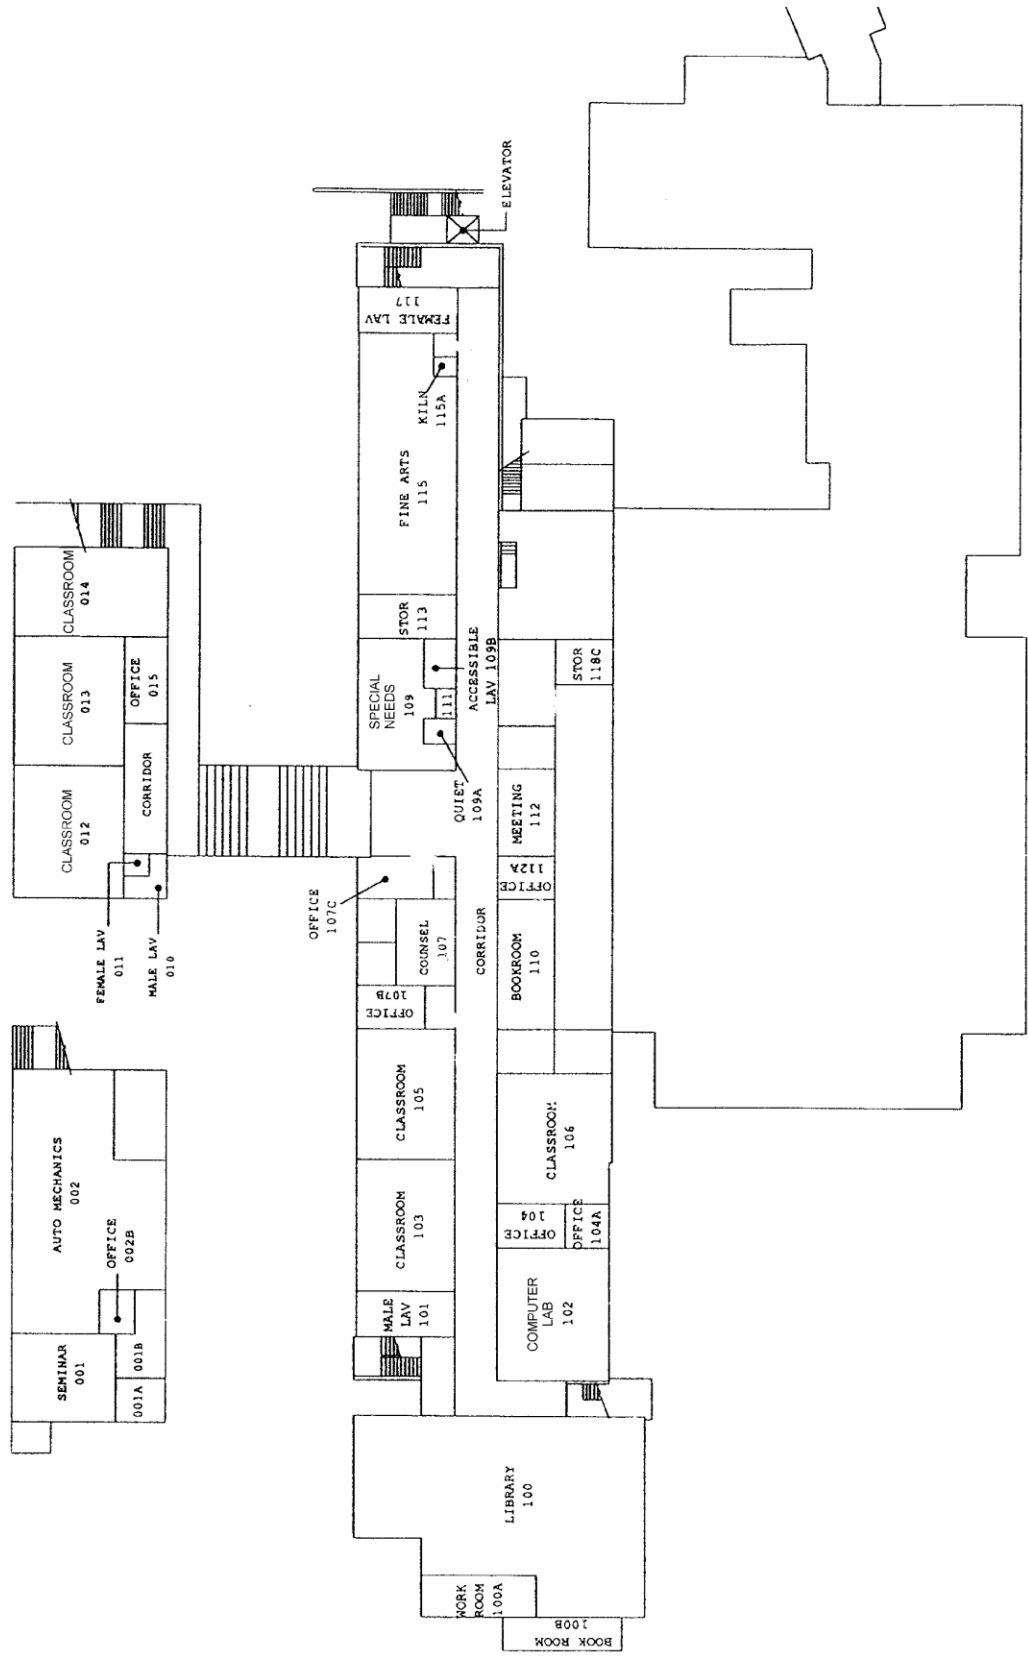 ELEVATOR
FEMALE LAV
117
KILN
115A
FINE ARTS
115
STOR
113
ACCESSIBLE
LAV 109B
SPECIAL
NEEDS
109
111
QUIET
109A
STOR
118C
CLASSROOM
014
CLASSROOM
013
OFFICE
015
CLASSROOM
012
CORRIDOR
FEMALE LAV
011
MALE LAV
010
MEETING
112
OFFICE
112A
OFFICE
107C
COUNSEL
107
CORRIDOR
BOOKROOM
110
OFFICE
107B
CLASSROOM
105
CLASSROOM
106
CLASSROOM
103
OFFICE
104
OFFICE
104A
AUTO MECHANICS
002
OFFICE
002B
SEMINAR
001
001B
001A
MALE
LAV
101
COMPUTER
LAB
102
LIBRARY
100
WORK
ROOM
100A
BOOK ROOM
100B